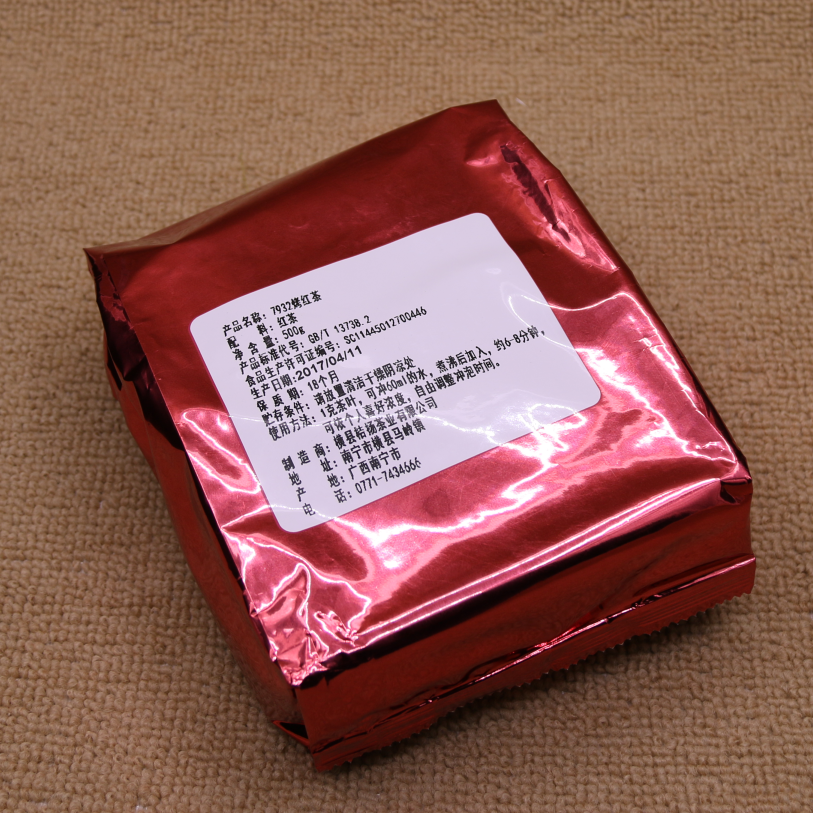 产品名称：7932烤红茶
配 料：红茶
净 含 量：500g
产品标准代号：GB/T 13738.2
食品生产许可证编号：SC11445012700446
生产日期:2017/04/11
保 质 期：18个月
贮存条件：请放置清洁干燥阴凉处
使用方法：1克茶叶，可冲60ml的水，煮沸后加入，约6-8分钟，
可依个人喜好浓度，自由调整冲泡时间。
制 造 商：横县桔扬茶业有限公司
地 址：南宁市横县马岭镇
产 地：广西南宁市
电 话：0771-7434666